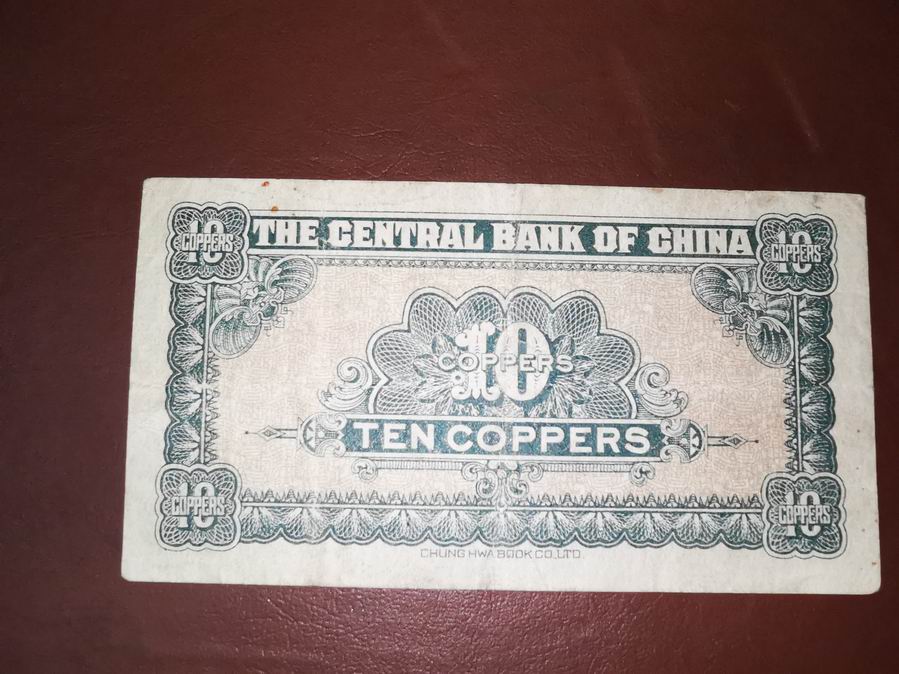 10 COPPERS THE CENTRAL BANK OF CHINA 10 COPPERS
10
COPPERS
TEN COPPERS
10 COPPERS 10 COPPERS
CHUNG HWA BOOK CO., LTD.